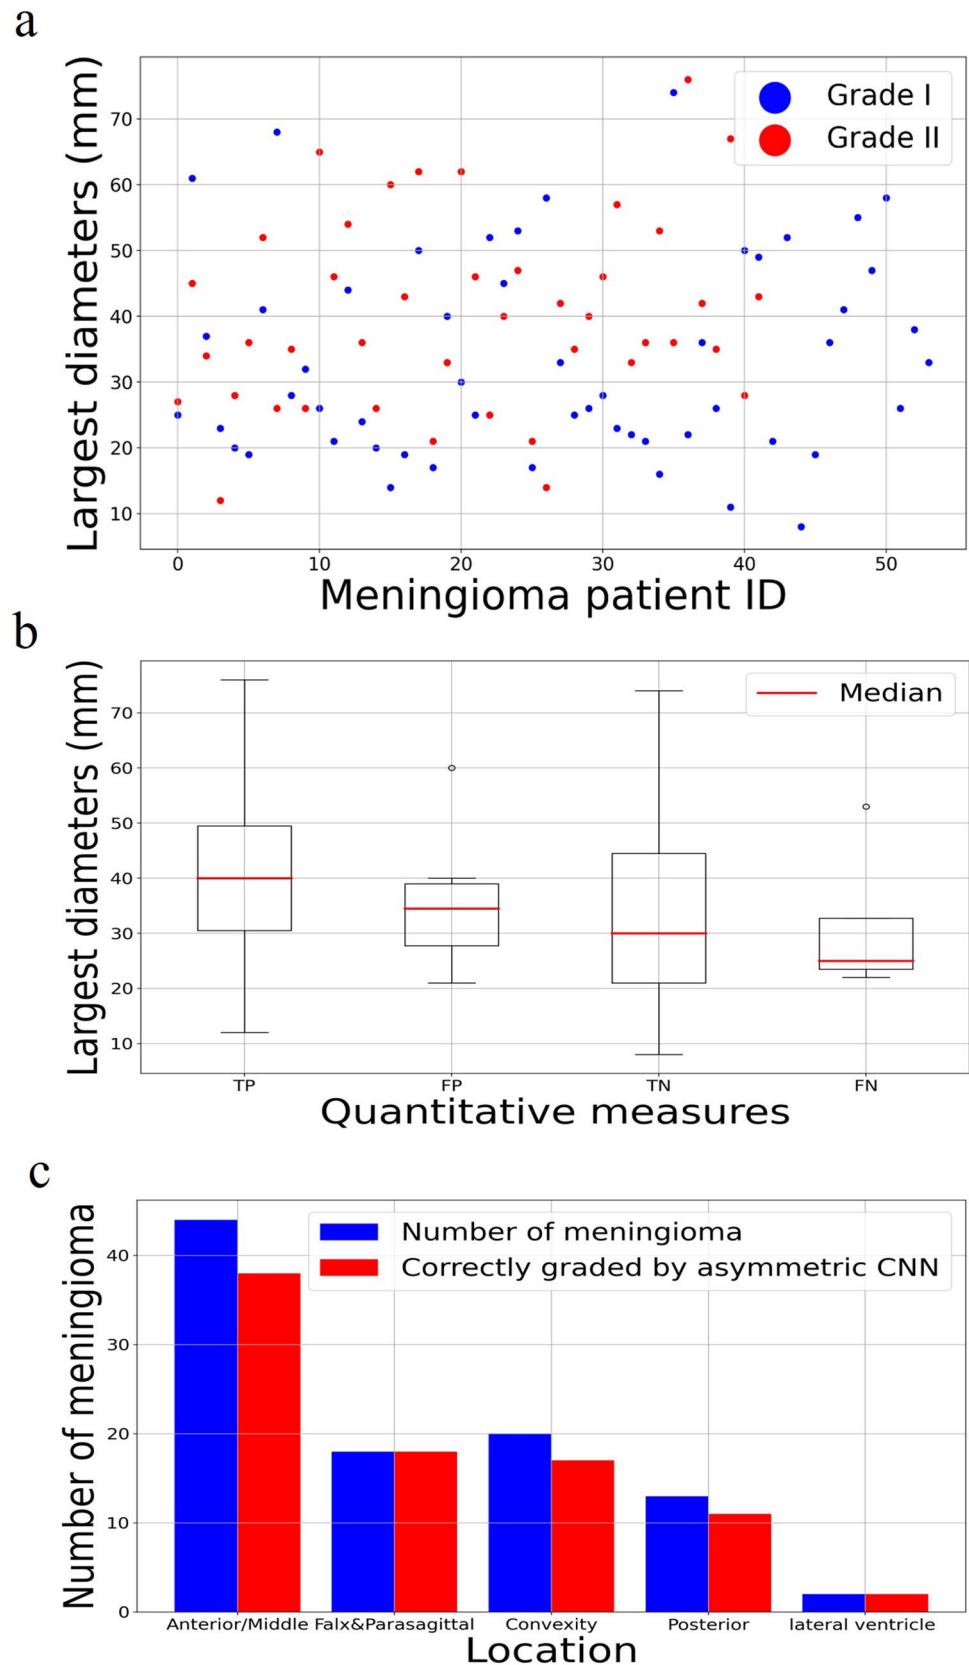 a
Largest diameters (mm)
70
60
50
40
30
20
10
Grade I
Grade II
0 10 20 30 40 50
Meningioma patient ID
b
Largest diameters (mm)
70
60
50
40
30
20
10
Median
TP FP TN FN
Quantitative measures
c
Number of meningioma
40
30
20
10
0
Number of meningioma
Correctly graded by asymmetric CNN
Anterior/Middle Falx&Parasagittal Convexity Posterior lateral ventricle
Location